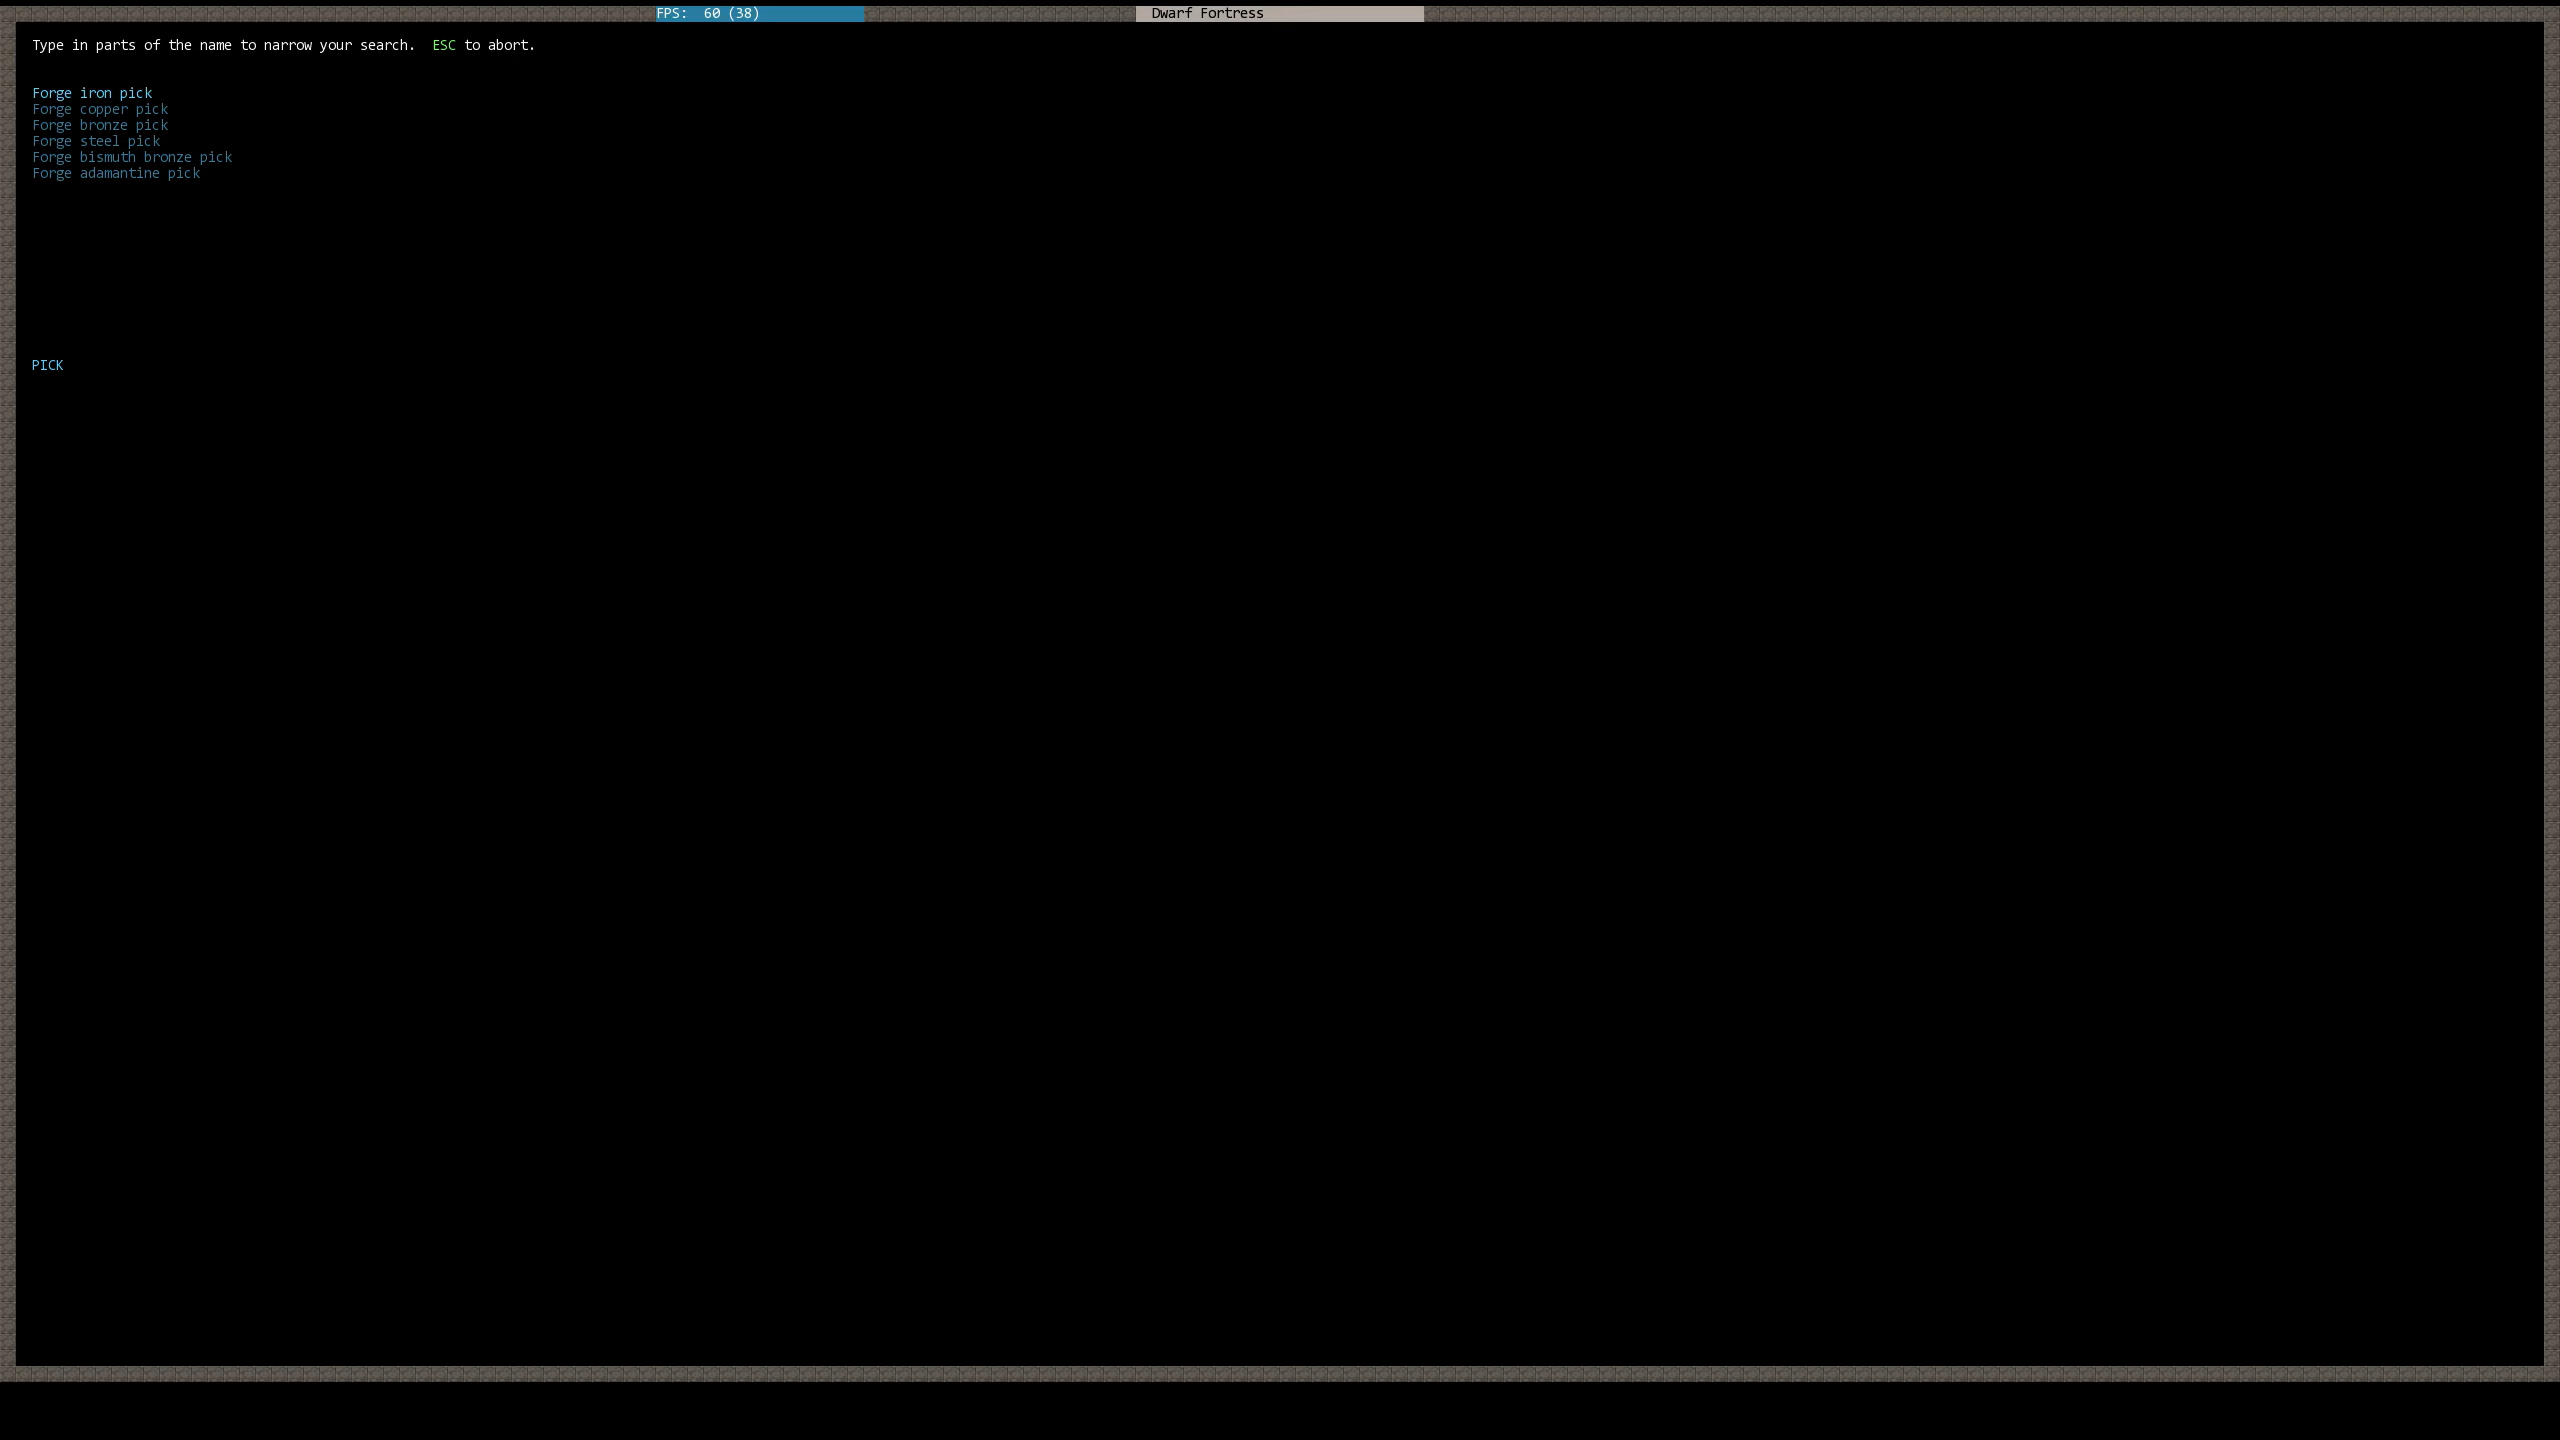 FPS:  60 (38)
Dwarf Fortress
Type in parts of the name to narrow your search.  ESC to abort.
Forge iron pick
Forge copper pick
Forge bronze pick
Forge steel pick
Forge bismuth bronze pick
Forge adamantine pick
PICK